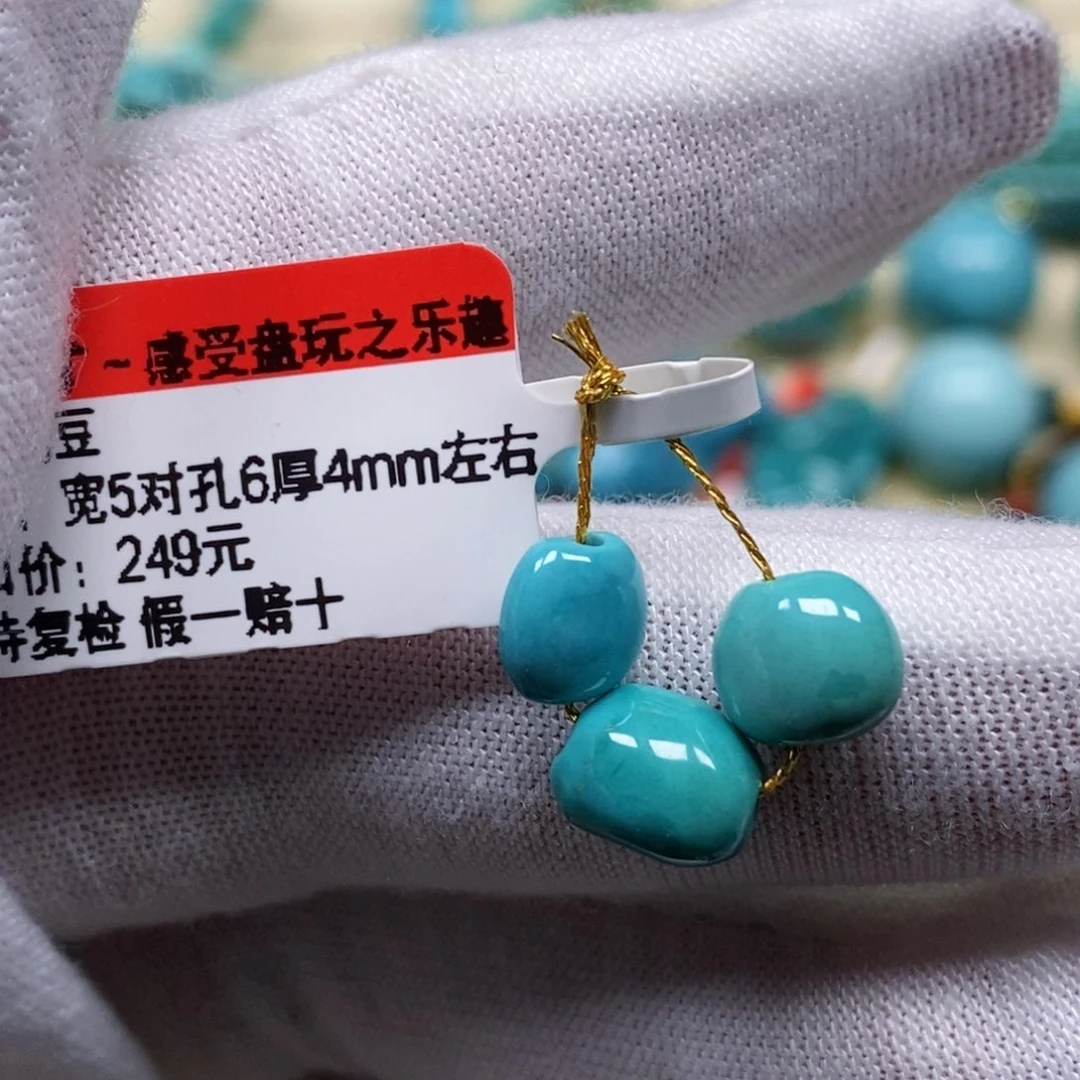 ~感受盘玩之乐趣
豆
宽5对孔6厚4mm左右
价：249元
复检 假一赔十